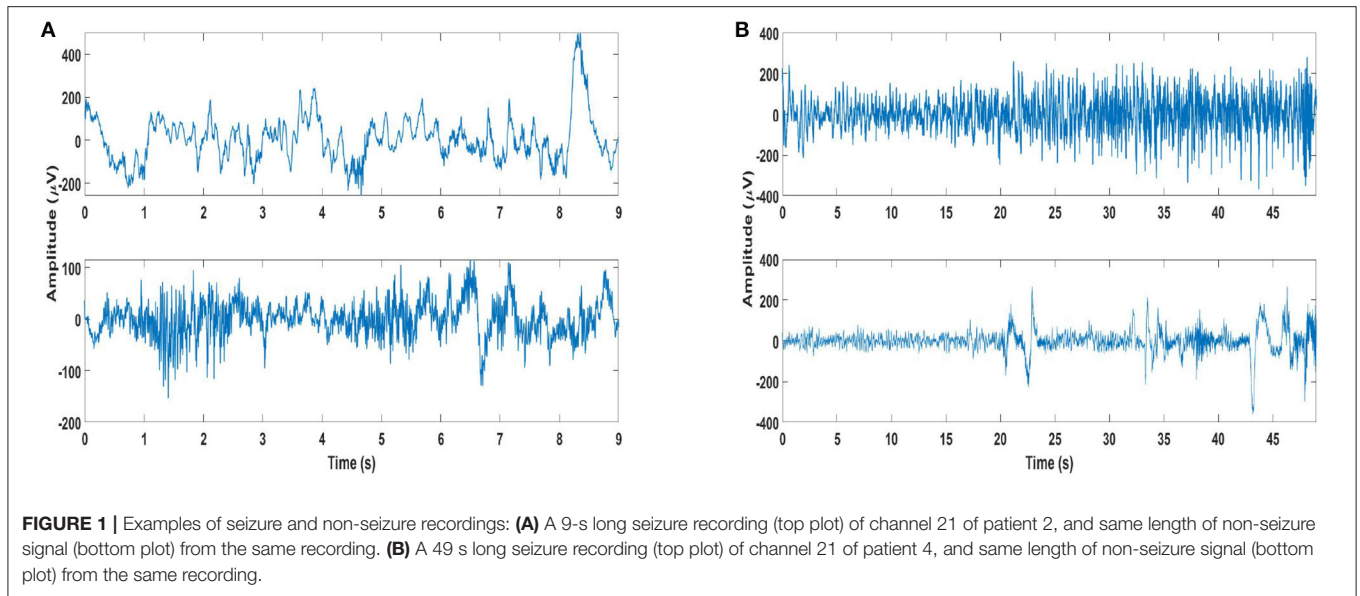 A
B
400
200
0
-200
0 1 2 3 4 5 6 7 8 9
100
0
-100
-200
0 1 2 3 4 5 6 7 8 9
Amplitude (μV)
Time (s)
400
200
0
-200
-400
0 5 10 15 20 25 30 35 40 45
400
200
0
-200
-400
0 5 10 15 20 25 30 35 40 45
Amplitude (μV)
Time (s)
FIGURE 1 | Examples of seizure and non-seizure recordings: (A) A 9-s long seizure recording (top plot) of channel 21 of patient 2, and same length of non-seizure
signal (bottom plot) from the same recording. (B) A 49 s long seizure recording (top plot) of channel 21 of patient 4, and same length of non-seizure signal (bottom
plot) from the same recording.